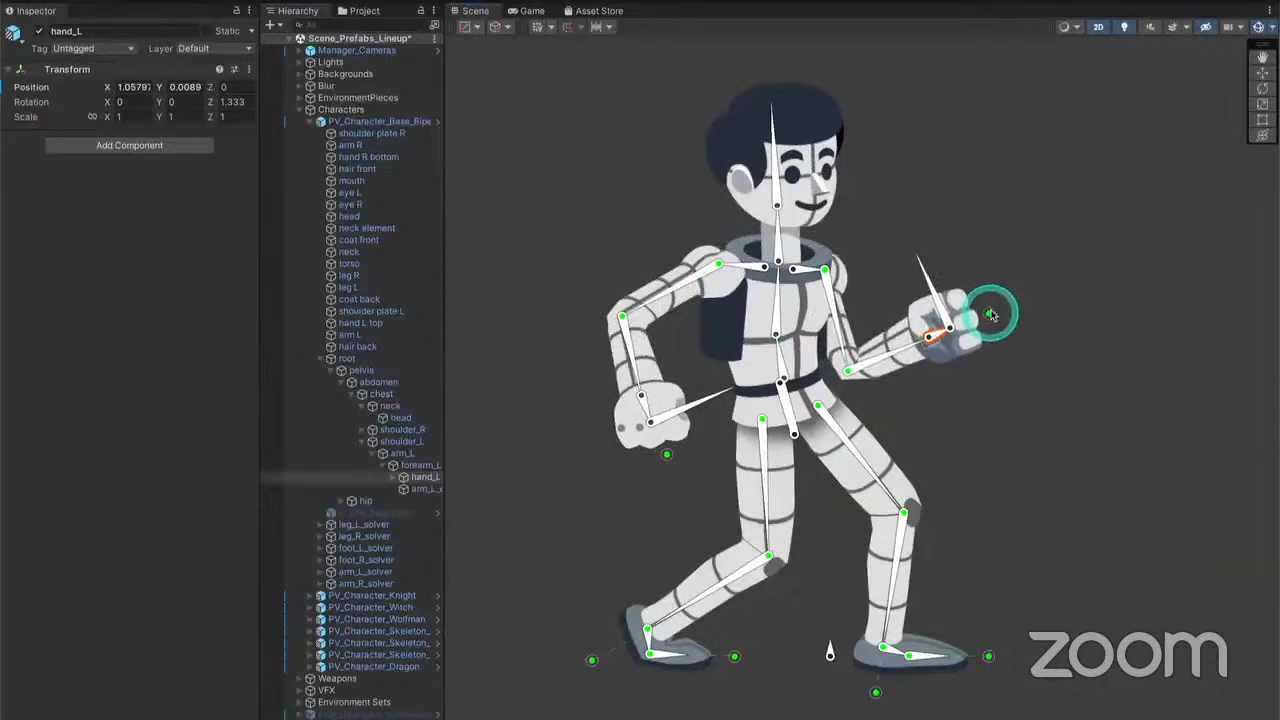 Inspector
hand_L
Static
Tag Untagged Layer Default
Transform
Position X 1.0579 Y 0.0089 Z 0
Rotation X 0 Y 0 Z 1.333
Scale X 1 Y 1 Z 1
Add Component
Hierarchy Project
All
Scene_Prefabs_Lineup*
Manager_Cameras
Lights
Backgrounds
Blur
EnvironmentPieces
Characters
PV_Character_Base_Bipe
shoulder plate R
arm R
hand R bottom
hair front
mouth
eye L
eye R
head
neck element
coat front
neck
torso
leg R
leg L
coat back
shoulder plate L
hand L top
arm L
hair back
root
pelvis
abdomen
chest
neck
head
shoulder_R
shoulder_L
arm_L
forearm_L
hand_L
arm_L_
hip
leg_L_solver
leg_R_solver
foot_L_solver
foot_R_solver
arm_L_solver
arm_R_solver
PV_Character_Knight
PV_Character_Witch
PV_Character_Wolfman
PV_Character_Skeleton_
PV_Character_Skeleton_
PV_Character_Skeleton_
PV_Character_Dragon
Weapons
VFX
Environment Sets
Scene Game Asset Store
2D
zoom